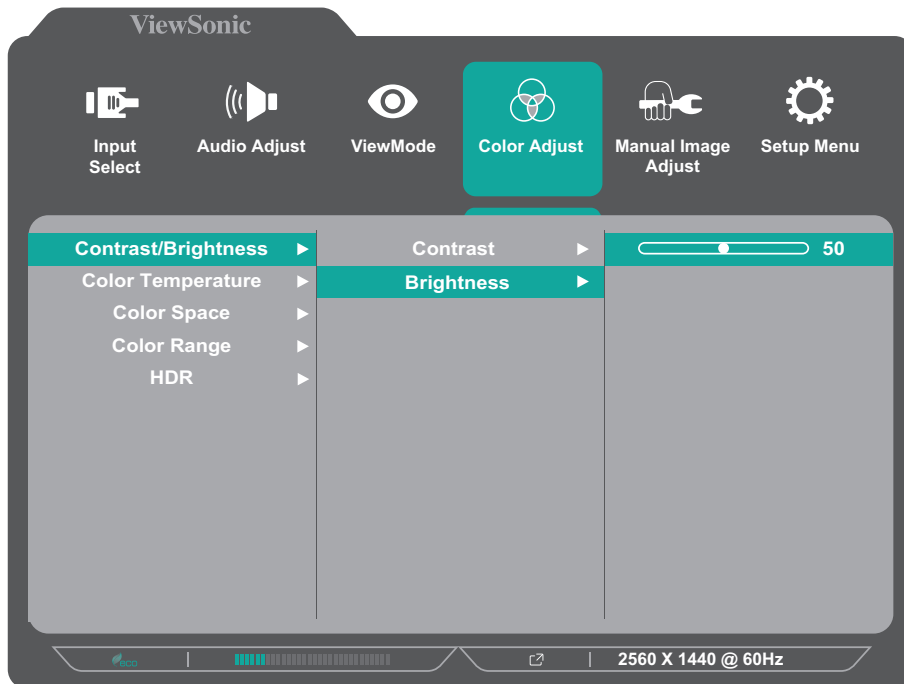 ViewSonic
Input
Select
Audio Adjust
ViewMode
Color Adjust
Manual Image
Adjust
Setup Menu
Contrast/Brightness
Contrast
50
Color Temperature
Brightness
Color Space
Color Range
HDR
eco
2560 X 1440 @ 60Hz